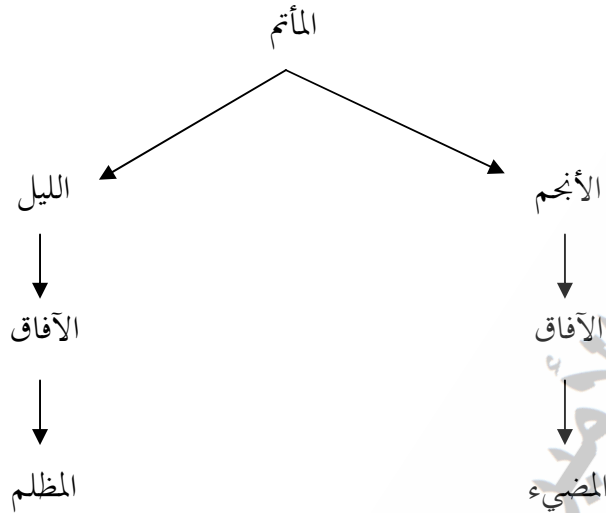 المأتم
الأنجم الليل
الآفاق الآفاق
المضيء المظلم